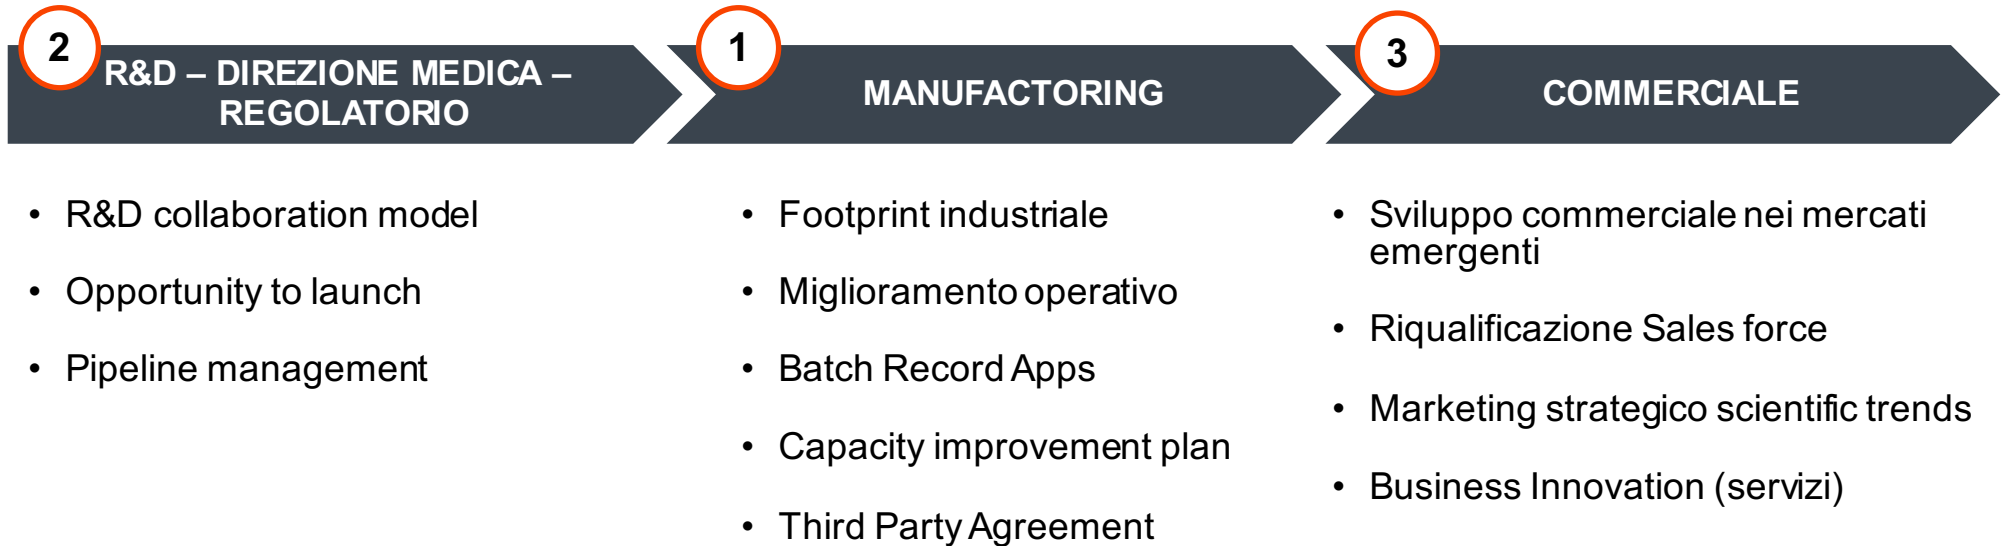 2
R&D – DIREZIONE MEDICA –
REGOLATORIO
• R&D collaboration model
• Opportunity to launch
• Pipeline management
1
MANUFACTORING
• Footprint industriale
• Miglioramento operativo
• Batch Record Apps
• Capacity improvement plan
• Third Party Agreement
3
COMMERCIALE
• Sviluppo commerciale nei mercati
emergenti
• Riqualificazione Sales force
• Marketing strategico scientific trends
• Business Innovation (servizi)